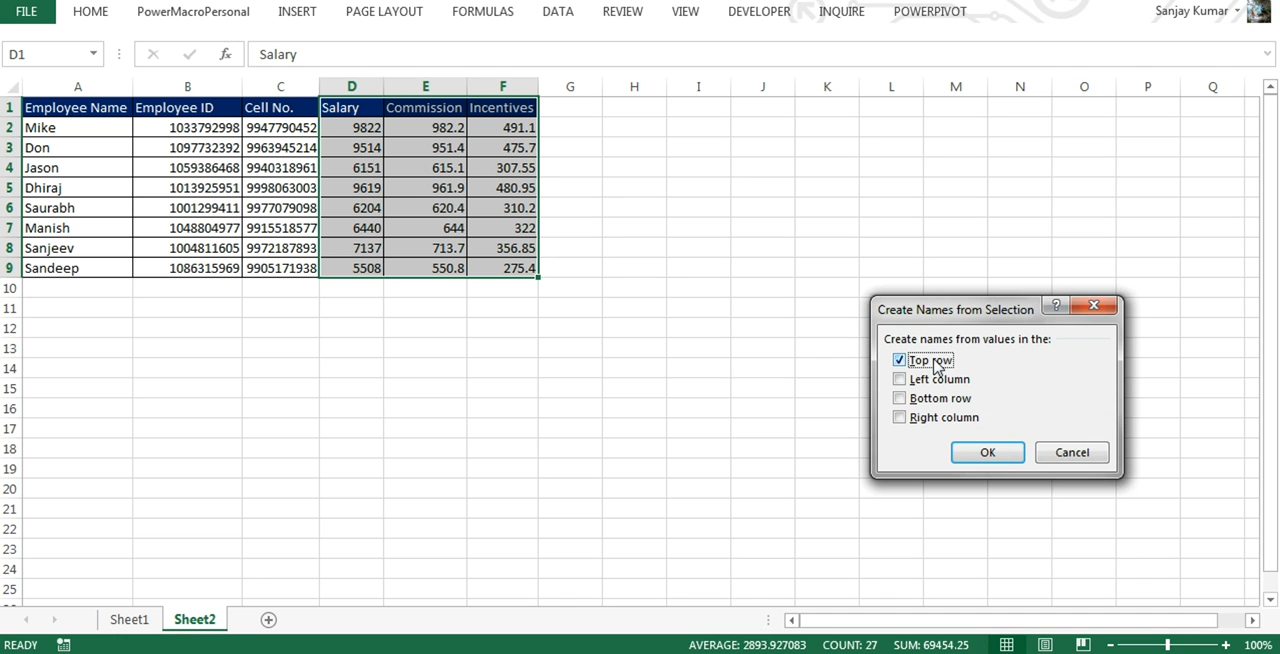 FILE HOME PowerMacroPersonal INSERT PAGE LAYOUT FORMULAS DATA REVIEW VIEW DEVELOPER INQUIRE POWERPIVOT Sanjay Kumar
D1 fx Salary
A B C D E F G H I J K L M N O P Q
1 Employee Name Employee ID Cell No. Salary Commission Incentives
2 Mike 1033792998 9947790452 9822 982.2 491.1
3 Don 1097732392 9963945214 9514 951.4 475.7
4 Jason 1059386468 9940318961 6151 615.1 307.55
5 Dhiraj 1013925951 9998063003 9619 961.9 480.95
6 Saurabh 1001299411 9977079098 6204 620.4 310.2
7 Manish 1048804977 9915518577 6440 644 322
8 Sanjeev 1004811605 9972187893 7137 713.7 356.85
9 Sandeep 1086315969 9905171938 5508 550.8 275.4
10
11
12
13
14
15
16
17
18
19
20
21
22
23
24
25
Create Names from Selection ?
Create names from values in the:
Top row
Left column
Bottom row
Right column
OK Cancel
Sheet1 Sheet2
READY AVERAGE: 2893.927083 COUNT: 27 SUM: 69454.25 100%